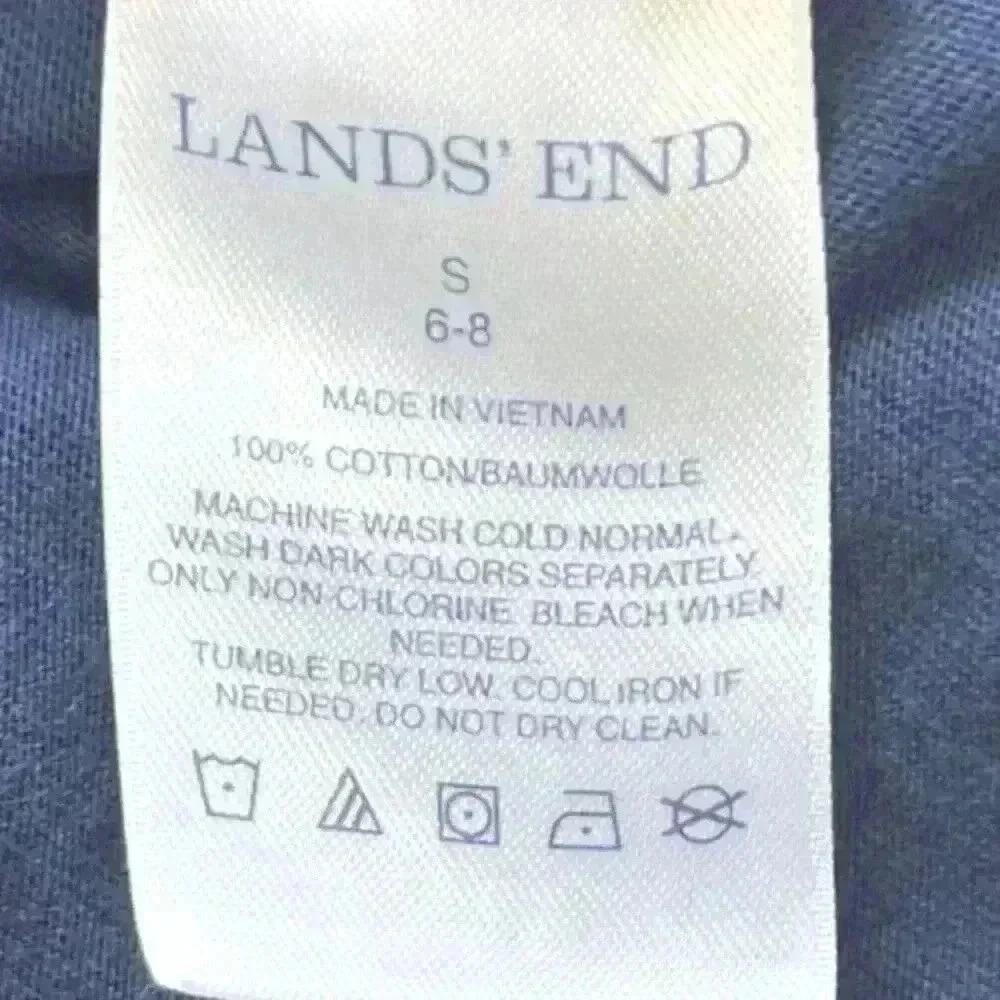 LANDS' END
S
6-8
MADE IN VIETNAM
100% COTTON/BAUMWOLLE
MACHINE WASH COLD NORMAL.
WASH DARK COLORS SEPARATELY.
ONLY NON-CHLORINE BLEACH WHEN
NEEDED.
TUMBLE DRY LOW. COOL IRON IF
NEEDED. DO NOT DRY CLEAN.